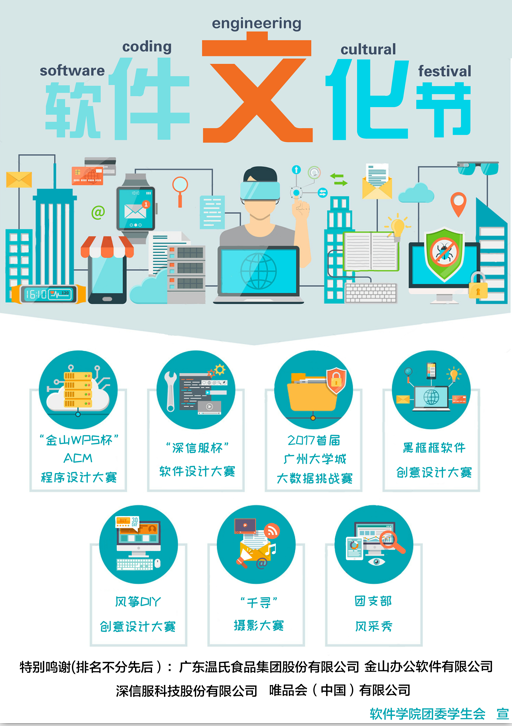 engineering
coding
cultural
software
festival
软件文化节
@
16:10
"金山WPS杯"
ACM
程序设计大赛
"深信服杯"
软件设计大赛
2017首届
广州大学城
大数据挑战赛
黑框框软件
创意设计大赛
风筝DIY
创意设计大赛
"千寻"
摄影大赛
团支部
风采秀
特别鸣谢(排名不分先后)：广东温氏食品集团股份有限公司 金山办公软件有限公司
深信服科技股份有限公司 唯品会（中国）有限公司
软件学院团委学生会 宣